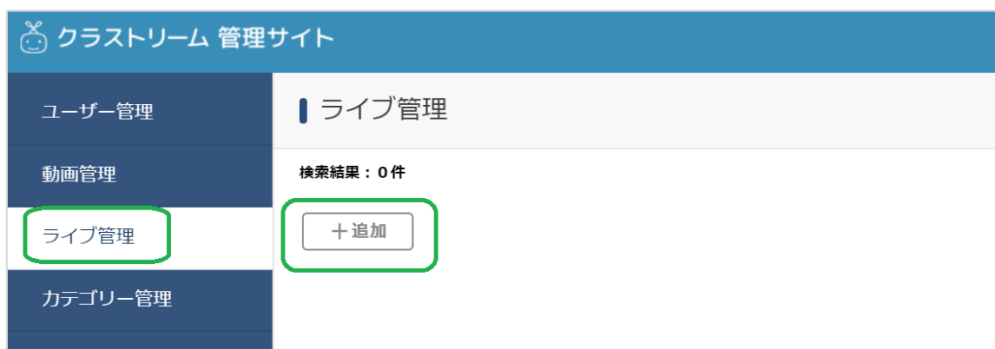 クラストリーム 管理サイト
ユーザー管理
動画管理
ライブ管理
カテゴリー管理
ライブ管理
検索結果：0件
＋追加